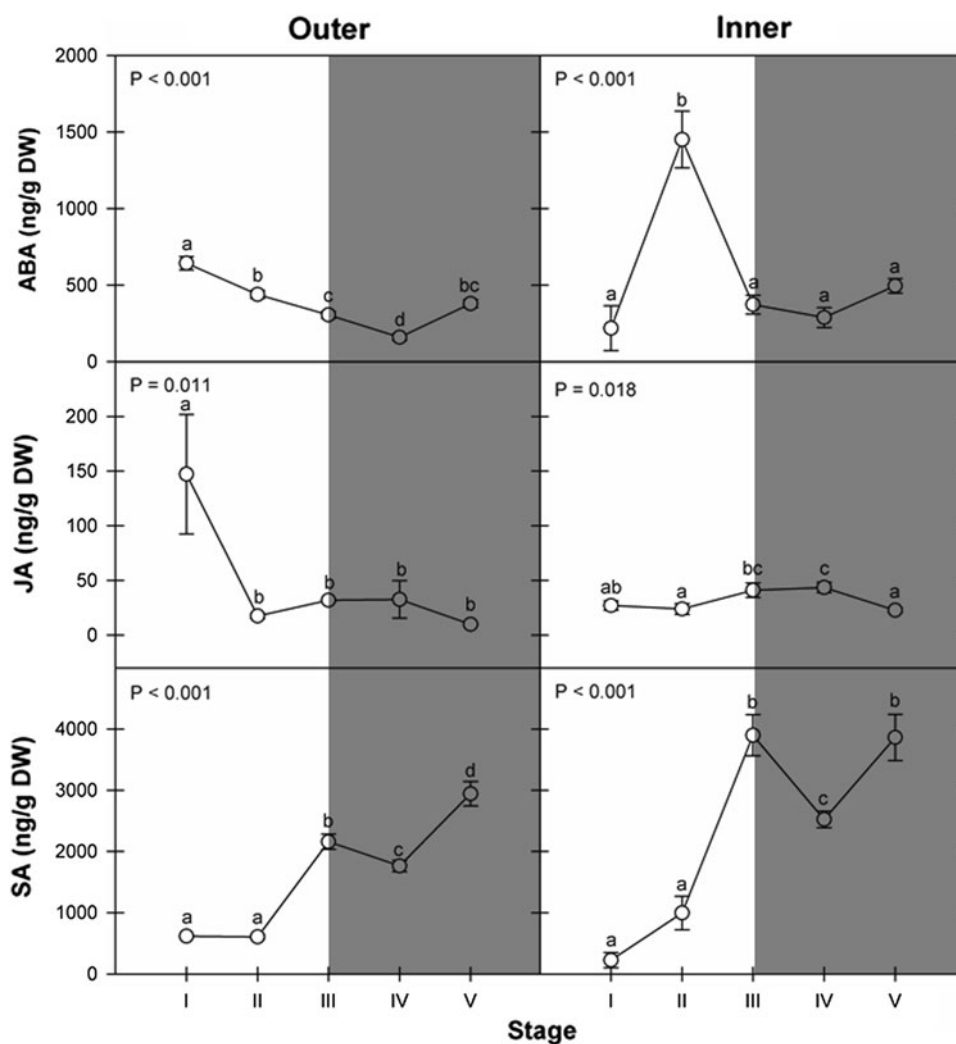 Outer Inner
ABA (ng/g DW)
2000
1500
1000
500
0
P < 0.001
a
b
c
d
bc
P < 0.001
a
b
a
a
a
JA (ng/g DW)
200
150
100
50
0
P = 0.011
a
b
b
b
b
P = 0.018
ab
a
bc
c
a
SA (ng/g DW)
4000
3000
2000
1000
0
P < 0.001
a
a
b
c
d
P < 0.001
a
a
b
c
b
I II III IV V I II III IV V
Stage